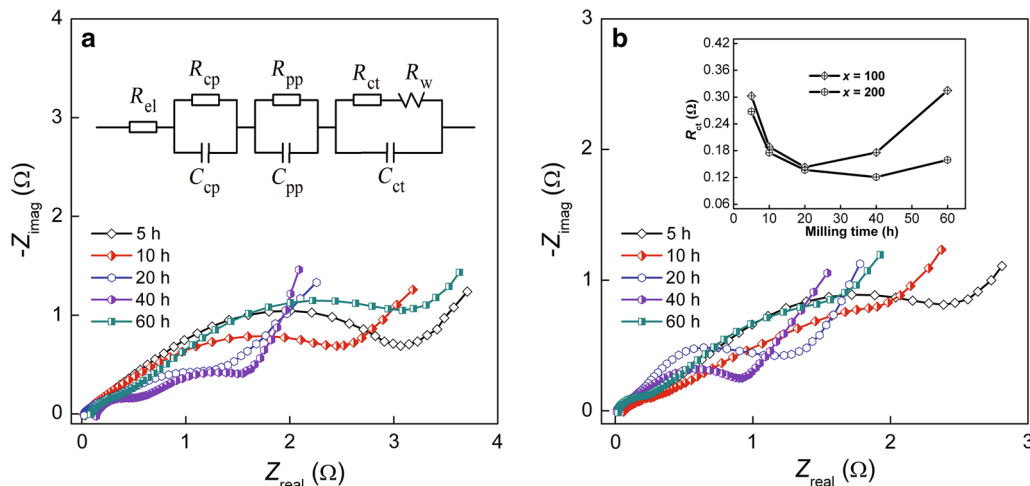 a
4
3
2
1
0
-Z_imag (Ω)
R_el
R_cp
R_pp
R_ct
R_w
C_cp
C_pp
C_ct
5 h
10 h
20 h
40 h
60 h
0 1 2 3 4
Z_real (Ω)
b
3
2
1
0
-Z_imag (Ω)
0.42
0.36
0.30
0.24
0.18
0.12
0.06
R_ct (Ω)
x = 100
x = 200
0 10 20 30 40 50 60
Milling time (h)
5 h
10 h
20 h
40 h
60 h
0 1 2 3
Z_real (Ω)